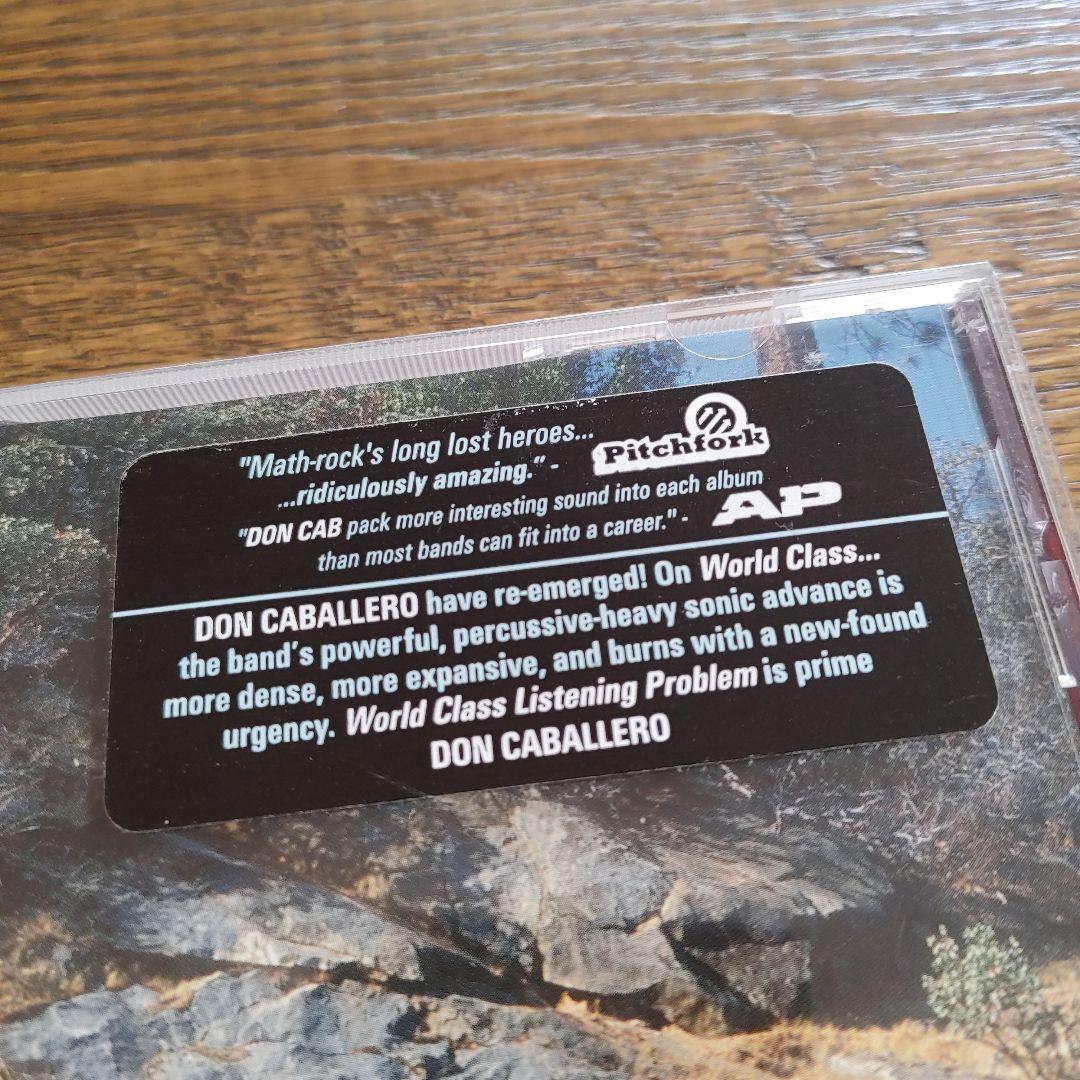 "Math-rock's long lost heroes...
...ridiculously amazing." - Pitchfork
"DON CAB pack more interesting sound into each album
than most bands can fit into a career." - AP
DON CABALLERO have re-emerged! On World Class...
the band's powerful, percussive-heavy sonic advance is
more dense, more expansive, and burns with a new-found
urgency. World Class Listening Problem is prime
DON CABALLERO